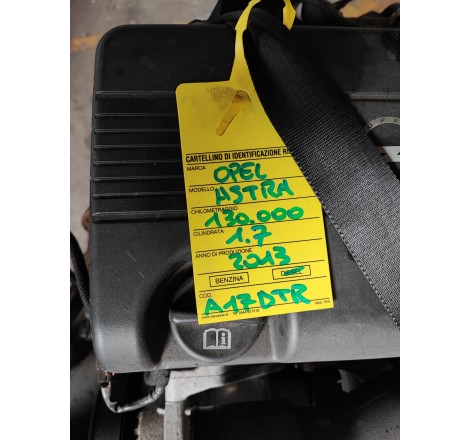 CARTELLINO DI IDENTIFICAZIONE
MARCA OPEL
MODELLO ASTRA
CHILOMETRAGGIO 130.000
CILINDRATA 1.7
ANNO DI PRODUZIONE 2013
BENZINA DIESEL
COD. A17DTR